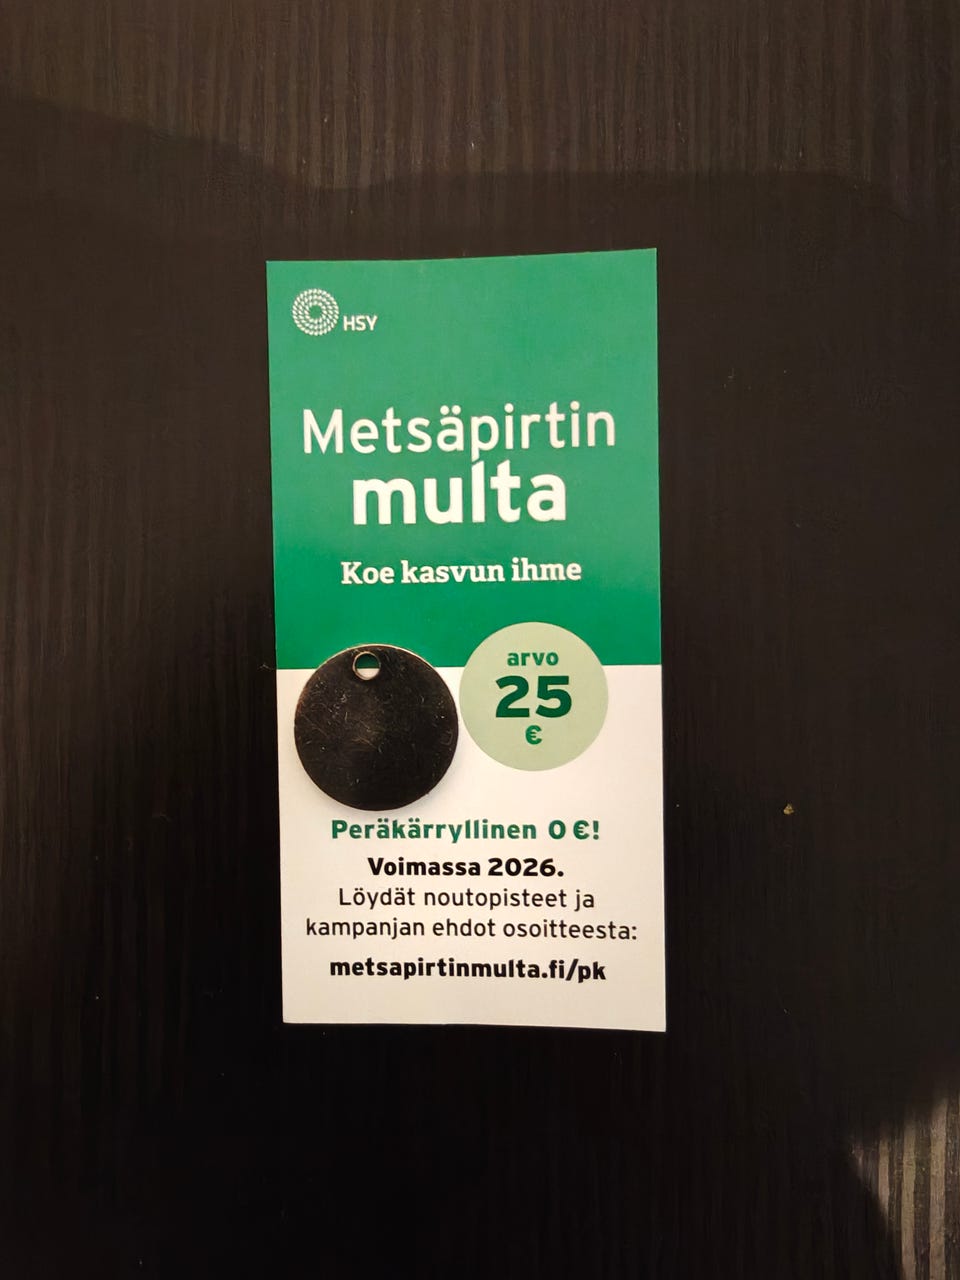 HSY
Metsäpirtin
multa
Koe kasvun ihme
arvo
25
€
Peräkärryllinen 0 €!
Voimassa 2026.
Löydät noutopisteet ja
kampanjan ehdot osoitteesta:
metsapirtinmulta.fi/pk